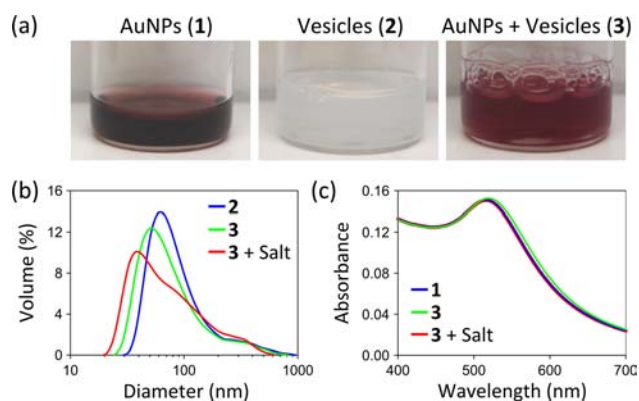 (a) AuNPs (1) Vesicles (2) AuNPs + Vesicles (3)
(b) (c)
16
12
8
4
0
Volume (%)
2
3
3 + Salt
10 100 1000
Diameter (nm)
0.16
0.12
0.08
0.04
0.00
Absorbance
1
3
3 + Salt
400 500 600 700
Wavelength (nm)